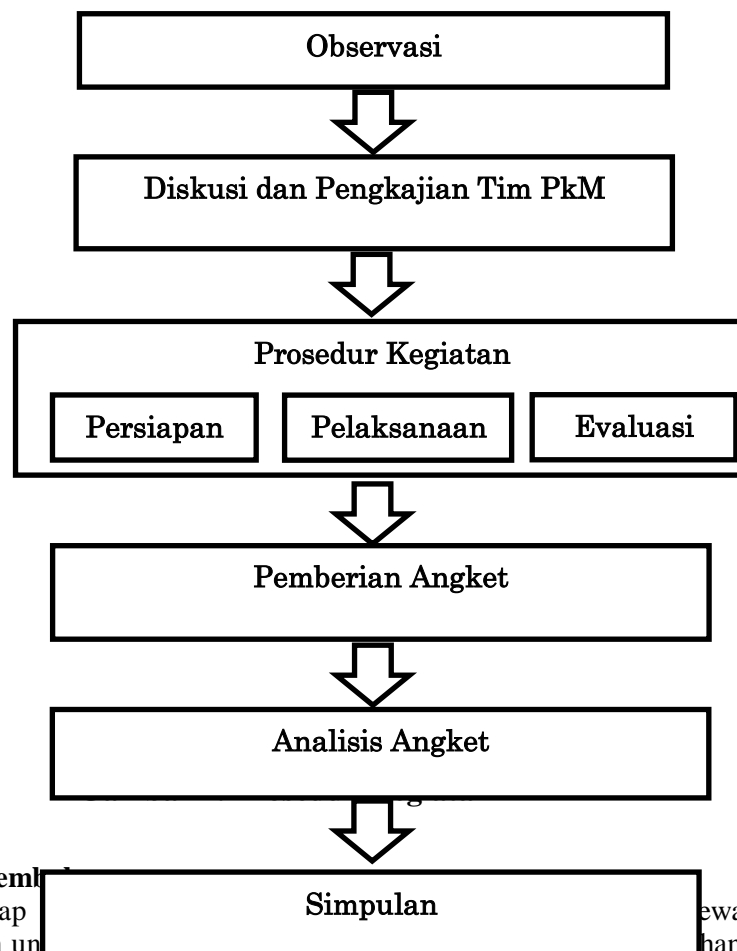 Observasi
Diskusi dan Pengkajian Tim PkM
Prosedur Kegiatan
Persiapan Pelaksanaan Evaluasi
Pemberian Angket
Analisis Angket
Simpulan